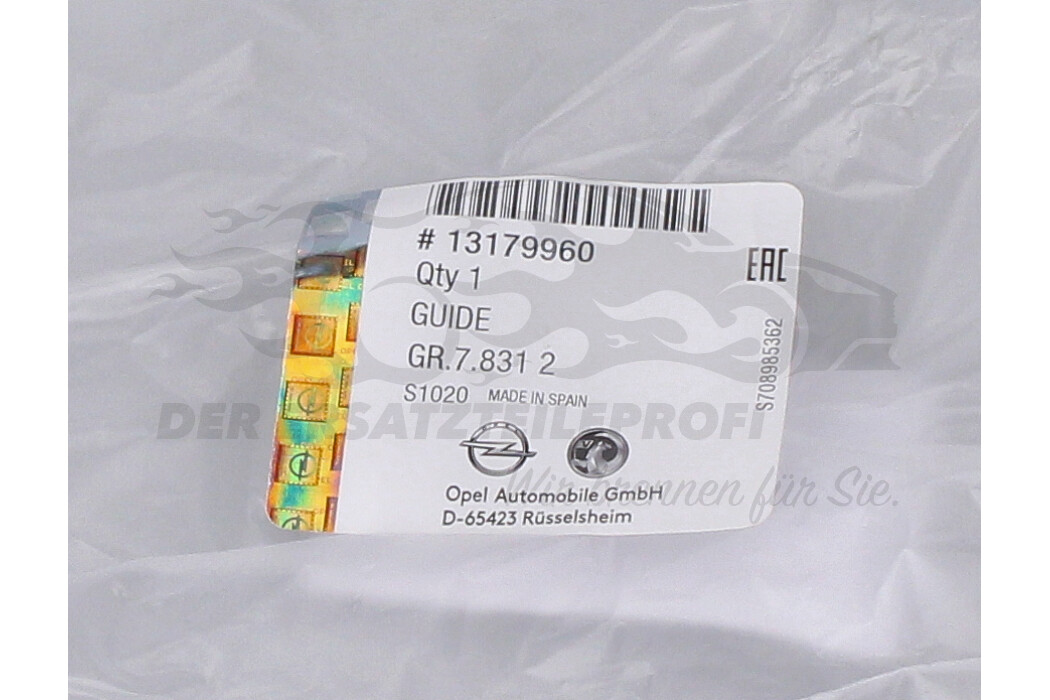 # 13179960
Qty 1
GUIDE
GR.7.831 2
S1020 MADE IN SPAIN
Opel Automobile GmbH
D-65423 Rüsselsheim
EAC
S708985362
DER ERSATZTEILEPROFI
Wir brennen für Sie.